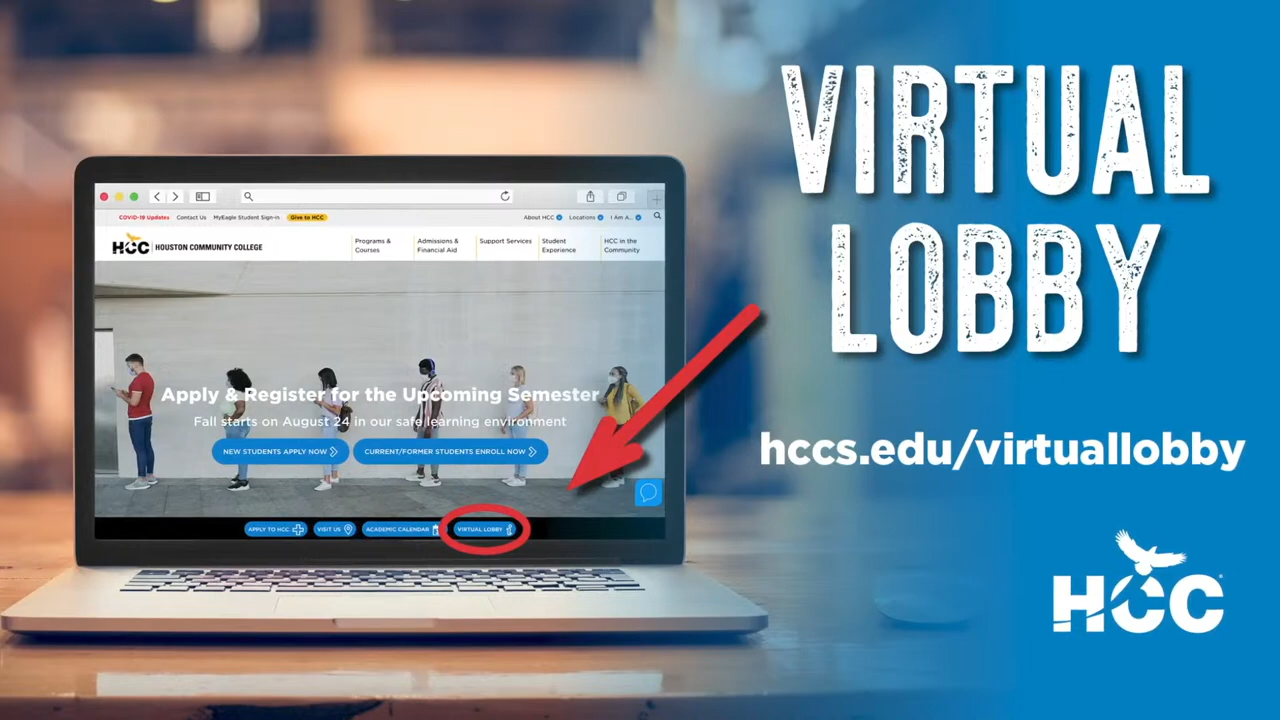 VIRTUAL
LOBBY
hccs.edu/virtuallobby
HCC
COVID-19 Updates Contact Us MyEagle Student Sign-in Give to HCC About HCC Locations I Am A...
HCC HOUSTON COMMUNITY COLLEGE
Programs & Courses
Admissions & Financial Aid
Support Services
Student Experience
HCC in the Community
Apply & Register for the Upcoming Semester
Fall starts on August 24 in our safe learning environment
NEW STUDENTS APPLY NOW CURRENT/FORMER STUDENTS ENROLL NOW
APPLY TO HCC VISIT US ACADEMIC CALENDAR VIRTUAL LOBBY